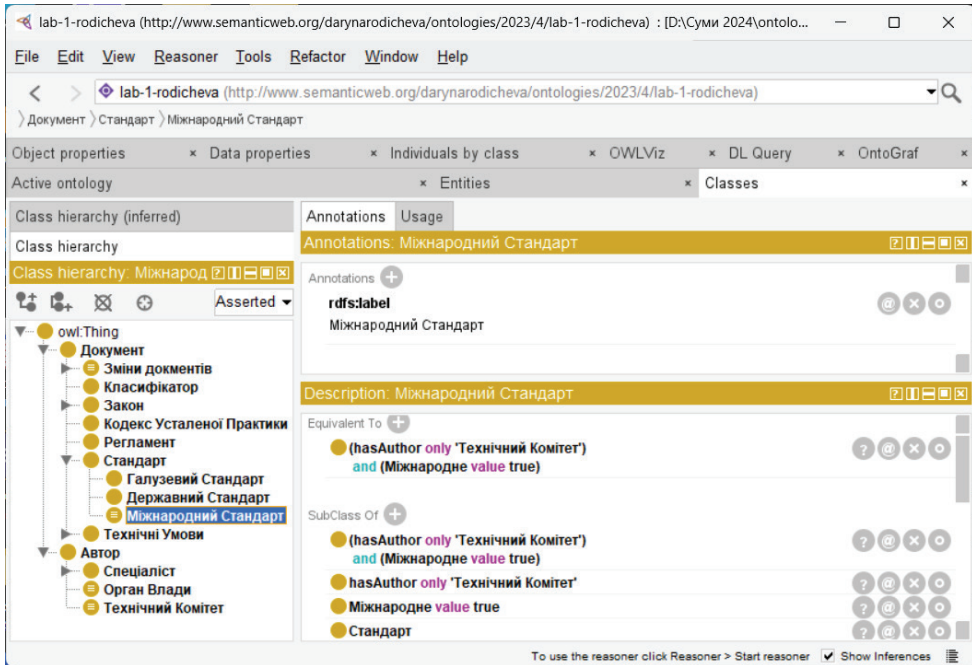 lab-1-rodicheva (http://www.semanticweb.org/darynarodicheva/ontologies/2023/4/lab-1-rodicheva) : [D:\Суми 2024\ontolo...
File Edit View Reasoner Tools Refactor Window Help
lab-1-rodicheva (http://www.semanticweb.org/darynarodicheva/ontologies/2023/4/lab-1-rodicheva)
Документ Стандарт Міжнародний Стандарт
Object properties × Data properties × Individuals by class × OWLViz × DL Query × OntoGraf ×
Active ontology × Entities × Classes ×
Class hierarchy (inferred)
Class hierarchy
Class hierarchy: Міжнарод
Asserted
owl:Thing
Документ
Зміни докментів
Класифікатор
Закон
Кодекс Усталеної Практики
Регламент
Стандарт
Галузевий Стандарт
Державний Стандарт
Міжнародний Стандарт
Технічні Умови
Автор
Спеціаліст
Орган Влади
Технічний Комітет
Annotations Usage
Annotations: Міжнародний Стандарт
Annotations
rdfs:label
Міжнародний Стандарт
Description: Міжнародний Стандарт
Equivalent To
(hasAuthor only 'Технічний Комітет')
and (Міжнародне value true)
SubClass Of
(hasAuthor only 'Технічний Комітет')
and (Міжнародне value true)
hasAuthor only 'Технічний Комітет'
Міжнародне value true
Стандарт
To use the reasoner click Reasoner > Start reasoner Show Inferences